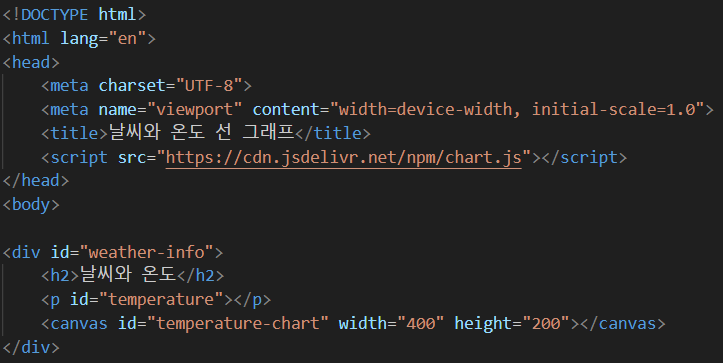 <!DOCTYPE html>
<html lang="en">
<head>
    <meta charset="UTF-8">
    <meta name="viewport" content="width=device-width, initial-scale=1.0">
    <title>날씨와 온도 선 그래프</title>
    <script src="https://cdn.jsdelivr.net/npm/chart.js"></script>
</head>
<body>

<div id="weather-info">
    <h2>날씨와 온도</h2>
    <p id="temperature"></p>
    <canvas id="temperature-chart" width="400" height="200"></canvas>
</div>